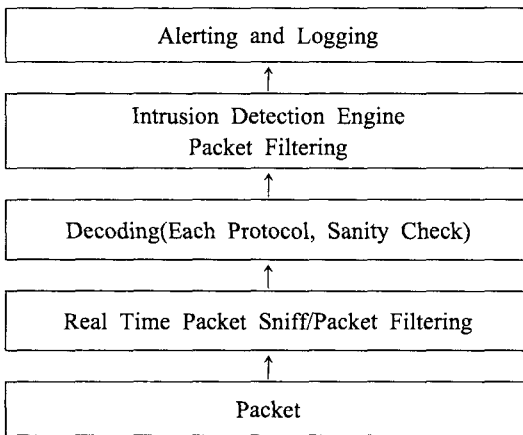 Alerting and Logging
Intrusion Detection Engine
Packet Filtering
Decoding(Each Protocol, Sanity Check)
Real Time Packet Sniff/Packet Filtering
Packet